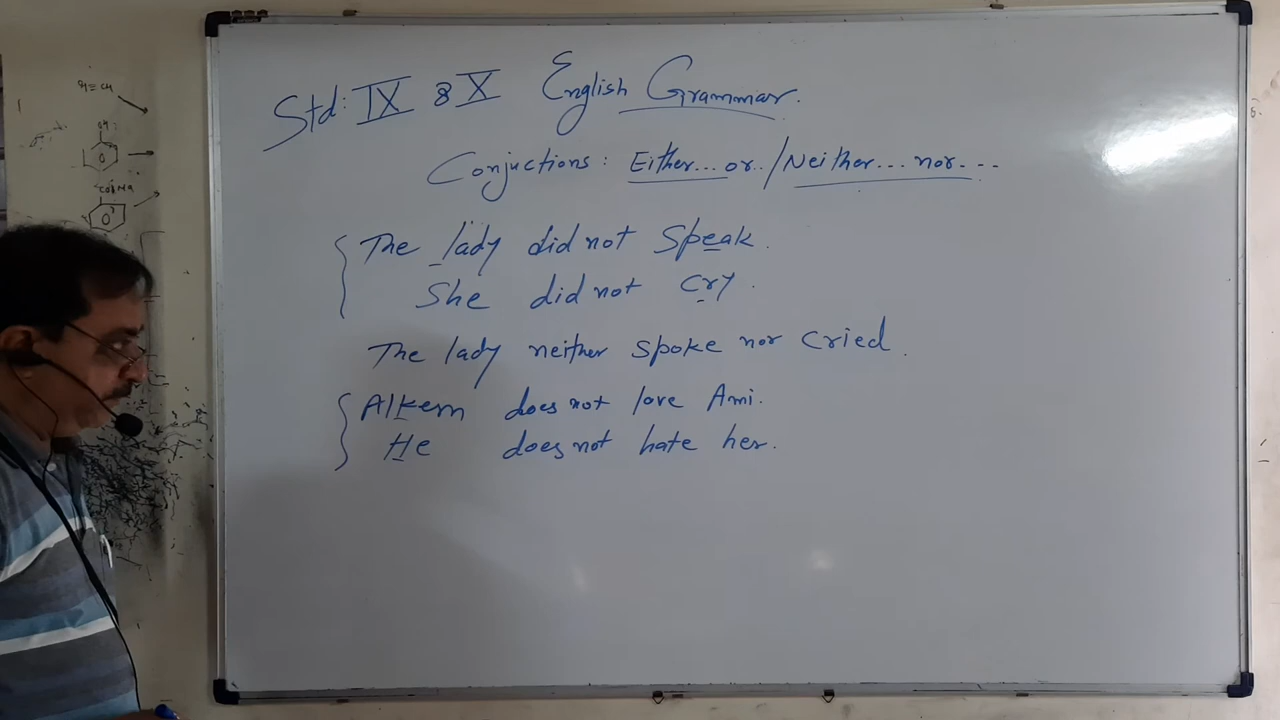 Std: IX & X English Grammar.
Conjuctions: Either...or../Neither...nor...
The lady did not Speak.
She did not Cry.
The lady neither spoke nor cried.
Alkem does not love Ami.
He does not hate her.